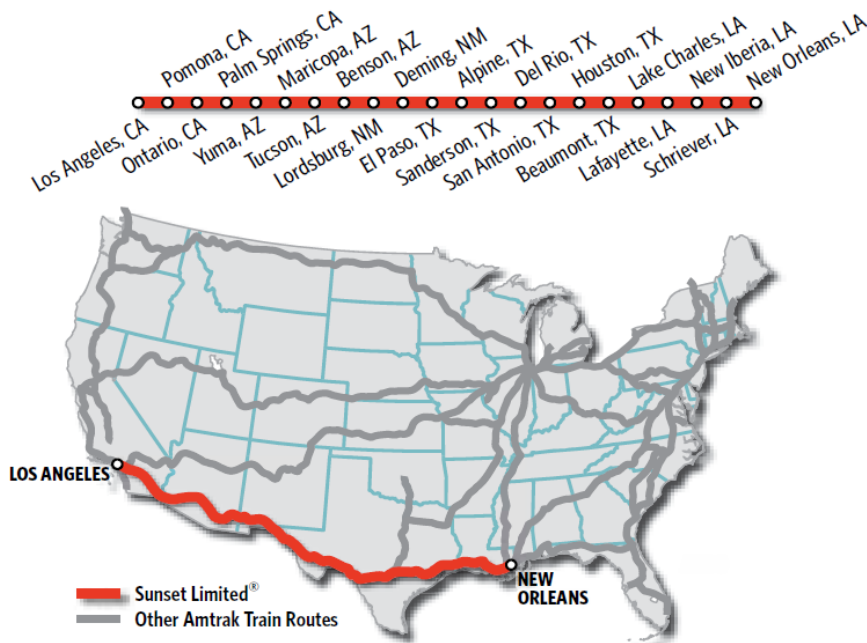 Pomona, CA
Palm Springs, CA
Maricopa, AZ
Benson, AZ
Deming, NM
Alpine, TX
Del Rio, TX
Houston, TX
Lake Charles, LA
New Iberia, LA
New Orleans, LA
Los Angeles, CA
Ontario, CA
Yuma, AZ
Tucson, AZ
Lordsburg, NM
El Paso, TX
Sanderson, TX
San Antonio, TX
Beaumont, TX
Lafayette, LA
Schriever, LA
LOS ANGELES
NEW
ORLEANS
Sunset Limited®
Other Amtrak Train Routes